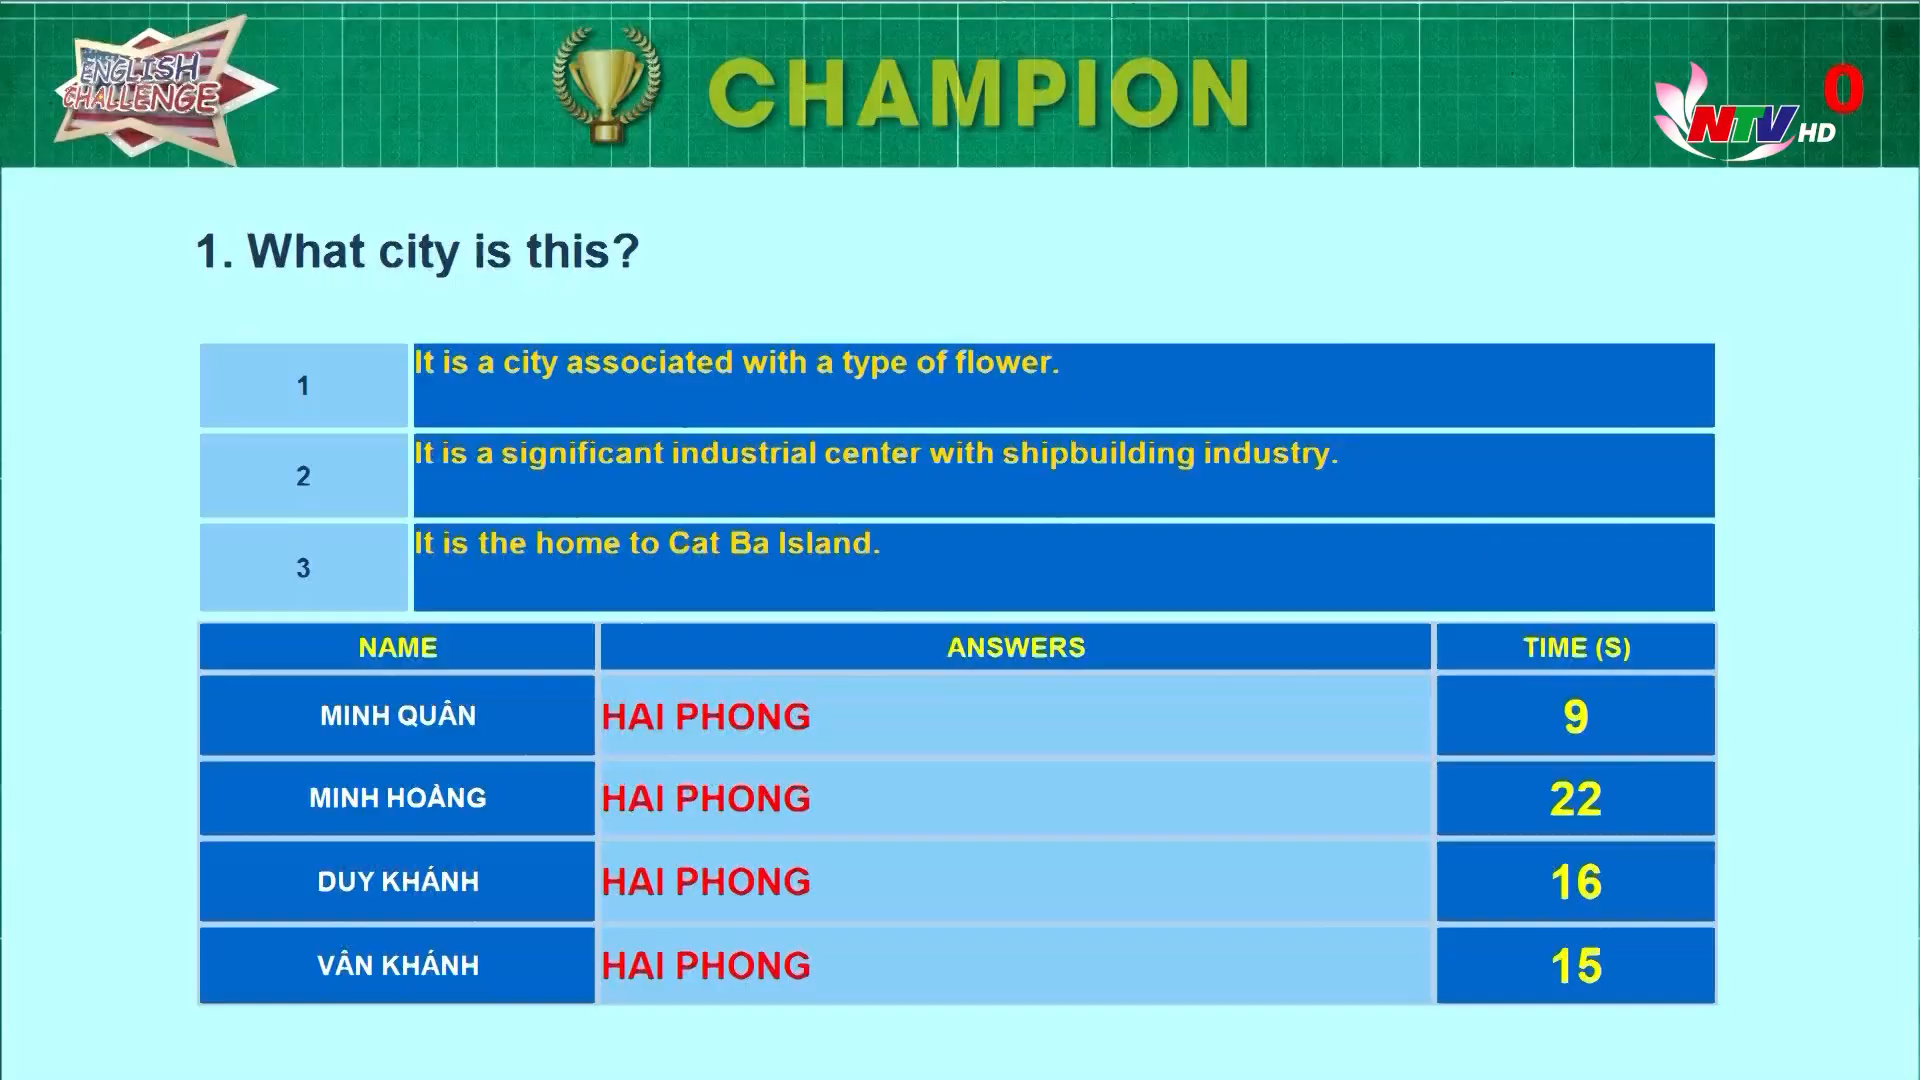 ENGLISH
CHALLENGE
CHAMPION
0
NTV HD
1. What city is this?
1
It is a city associated with a type of flower.
2
It is a significant industrial center with shipbuilding industry.
3
It is the home to Cat Ba Island.
NAME ANSWERS TIME (S)
MINH QUÂN HAI PHONG 9
MINH HOÀNG HAI PHONG 22
DUY KHÁNH HAI PHONG 16
VÂN KHÁNH HAI PHONG 15